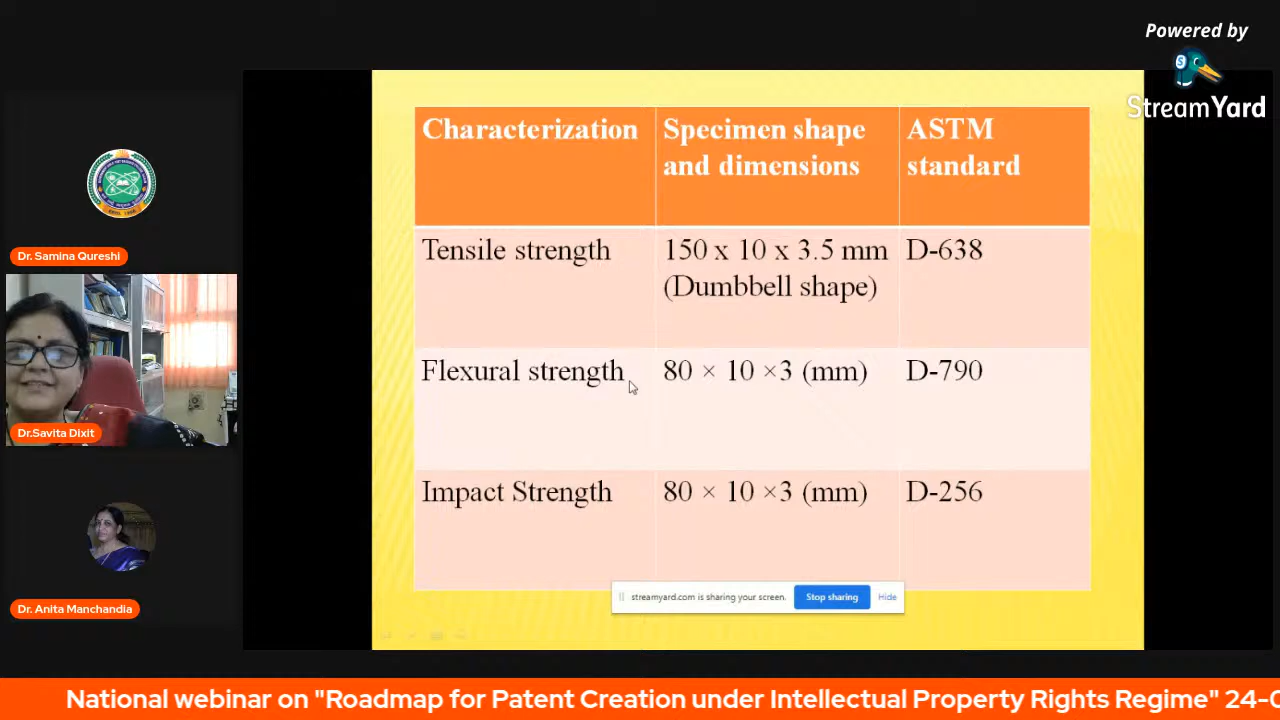 Powered by
StreamYard
Characterization
Specimen shape
and dimensions
ASTM
standard
Tensile strength
150 x 10 x 3.5 mm
(Dumbbell shape)
D-638
Flexural strength
80 × 10 ×3 (mm)
D-790
Impact Strength
80 × 10 ×3 (mm)
D-256
Dr. Samina Qureshi
Dr.Savita Dixit
Dr. Anita Manchandia
streamyard.com is sharing your screen.
Stop sharing
Hide
National webinar on "Roadmap for Patent Creation under Intellectual Property Rights Regime" 24-